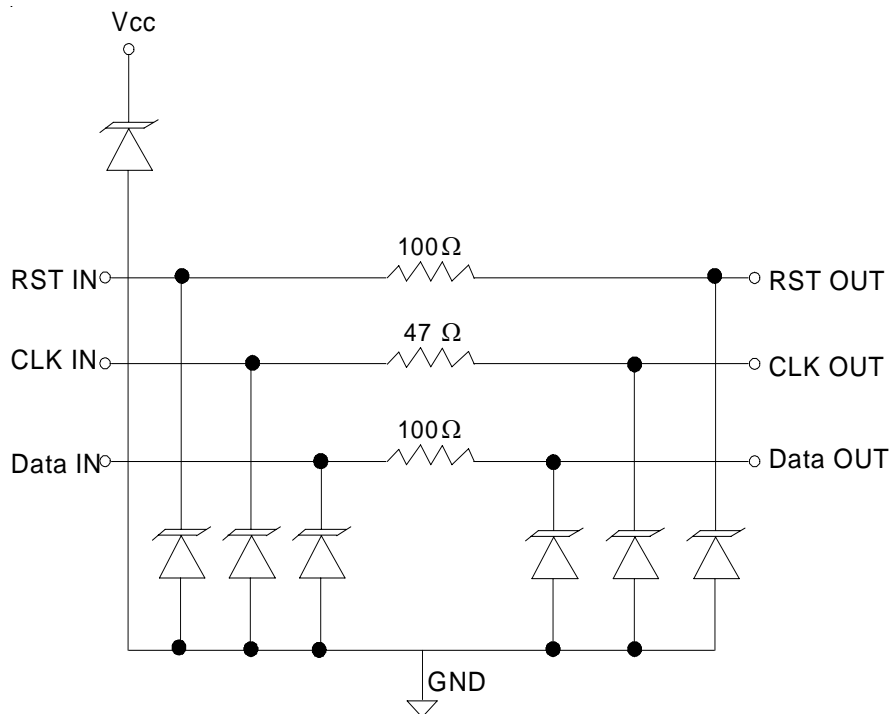 Vcc
100Ω
RST IN
RST OUT
47 Ω
CLK IN
CLK OUT
100Ω
Data IN
Data OUT
GND